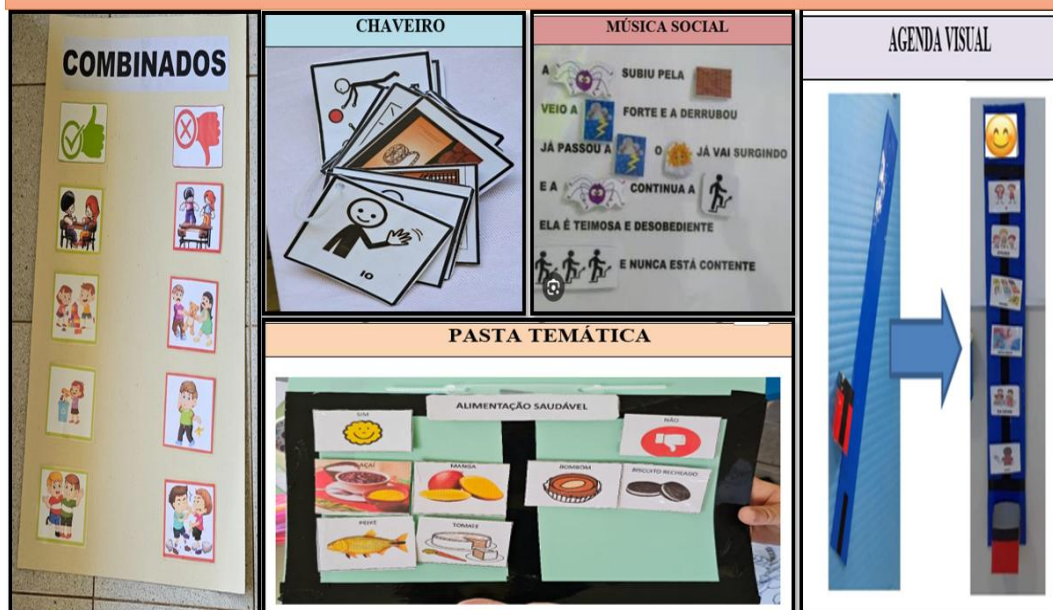 COMBINADOS
CHAVEIRO
IO
MÚSICA SOCIAL
A SUBIU PELA
VEIO A FORTE E A DERRUBOU
JÁ PASSOU A O JÁ VAI SURGINDO
E A CONTINUA A
ELA É TEIMOSA E DESOBEDIENTE
E NUNCA ESTÁ CONTENTE
PASTA TEMÁTICA
ALIMENTAÇÃO SAUDÁVEL
SIM
NÃO
AÇAÍ
MANGA
BOMBOM
BISCOITO RECHEADO
PEIXE
AGENDA VISUAL